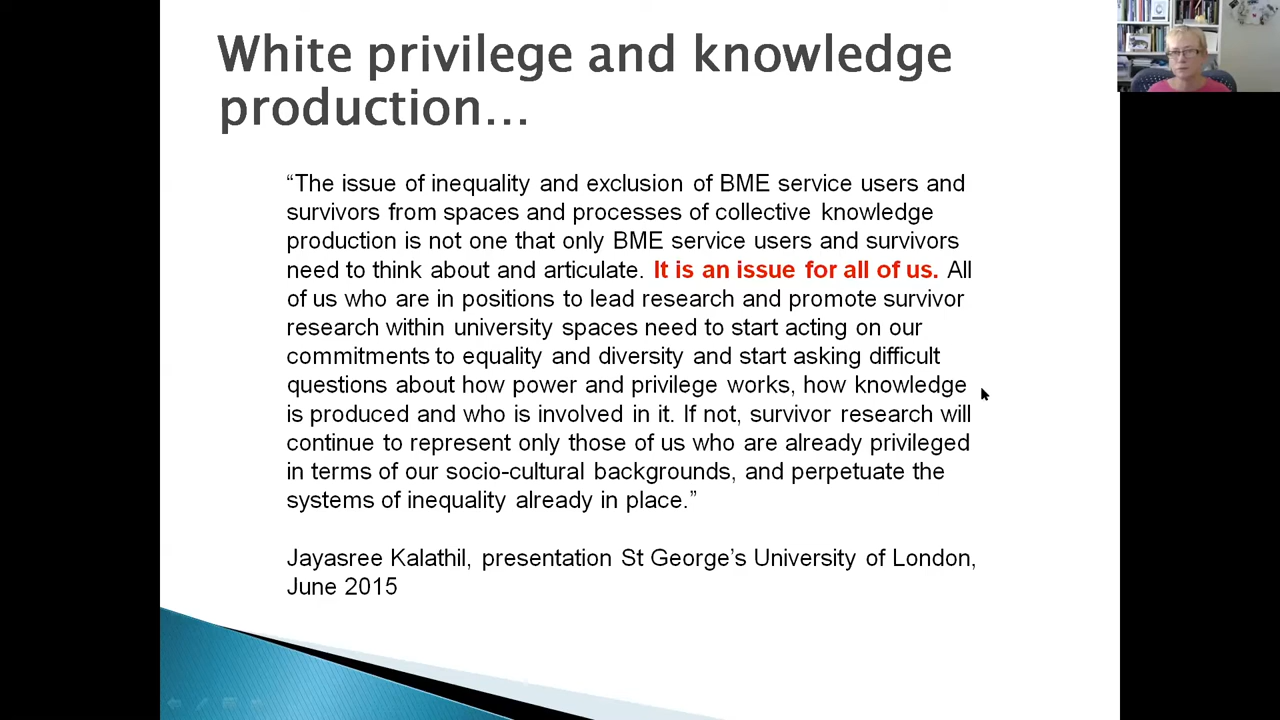 White privilege and knowledge
production…
“The issue of inequality and exclusion of BME service users and
survivors from spaces and processes of collective knowledge
production is not one that only BME service users and survivors
need to think about and articulate. It is an issue for all of us. All
of us who are in positions to lead research and promote survivor
research within university spaces need to start acting on our
commitments to equality and diversity and start asking difficult
questions about how power and privilege works, how knowledge
is produced and who is involved in it. If not, survivor research will
continue to represent only those of us who are already privileged
in terms of our socio-cultural backgrounds, and perpetuate the
systems of inequality already in place.”
Jayasree Kalathil, presentation St George’s University of London,
June 2015